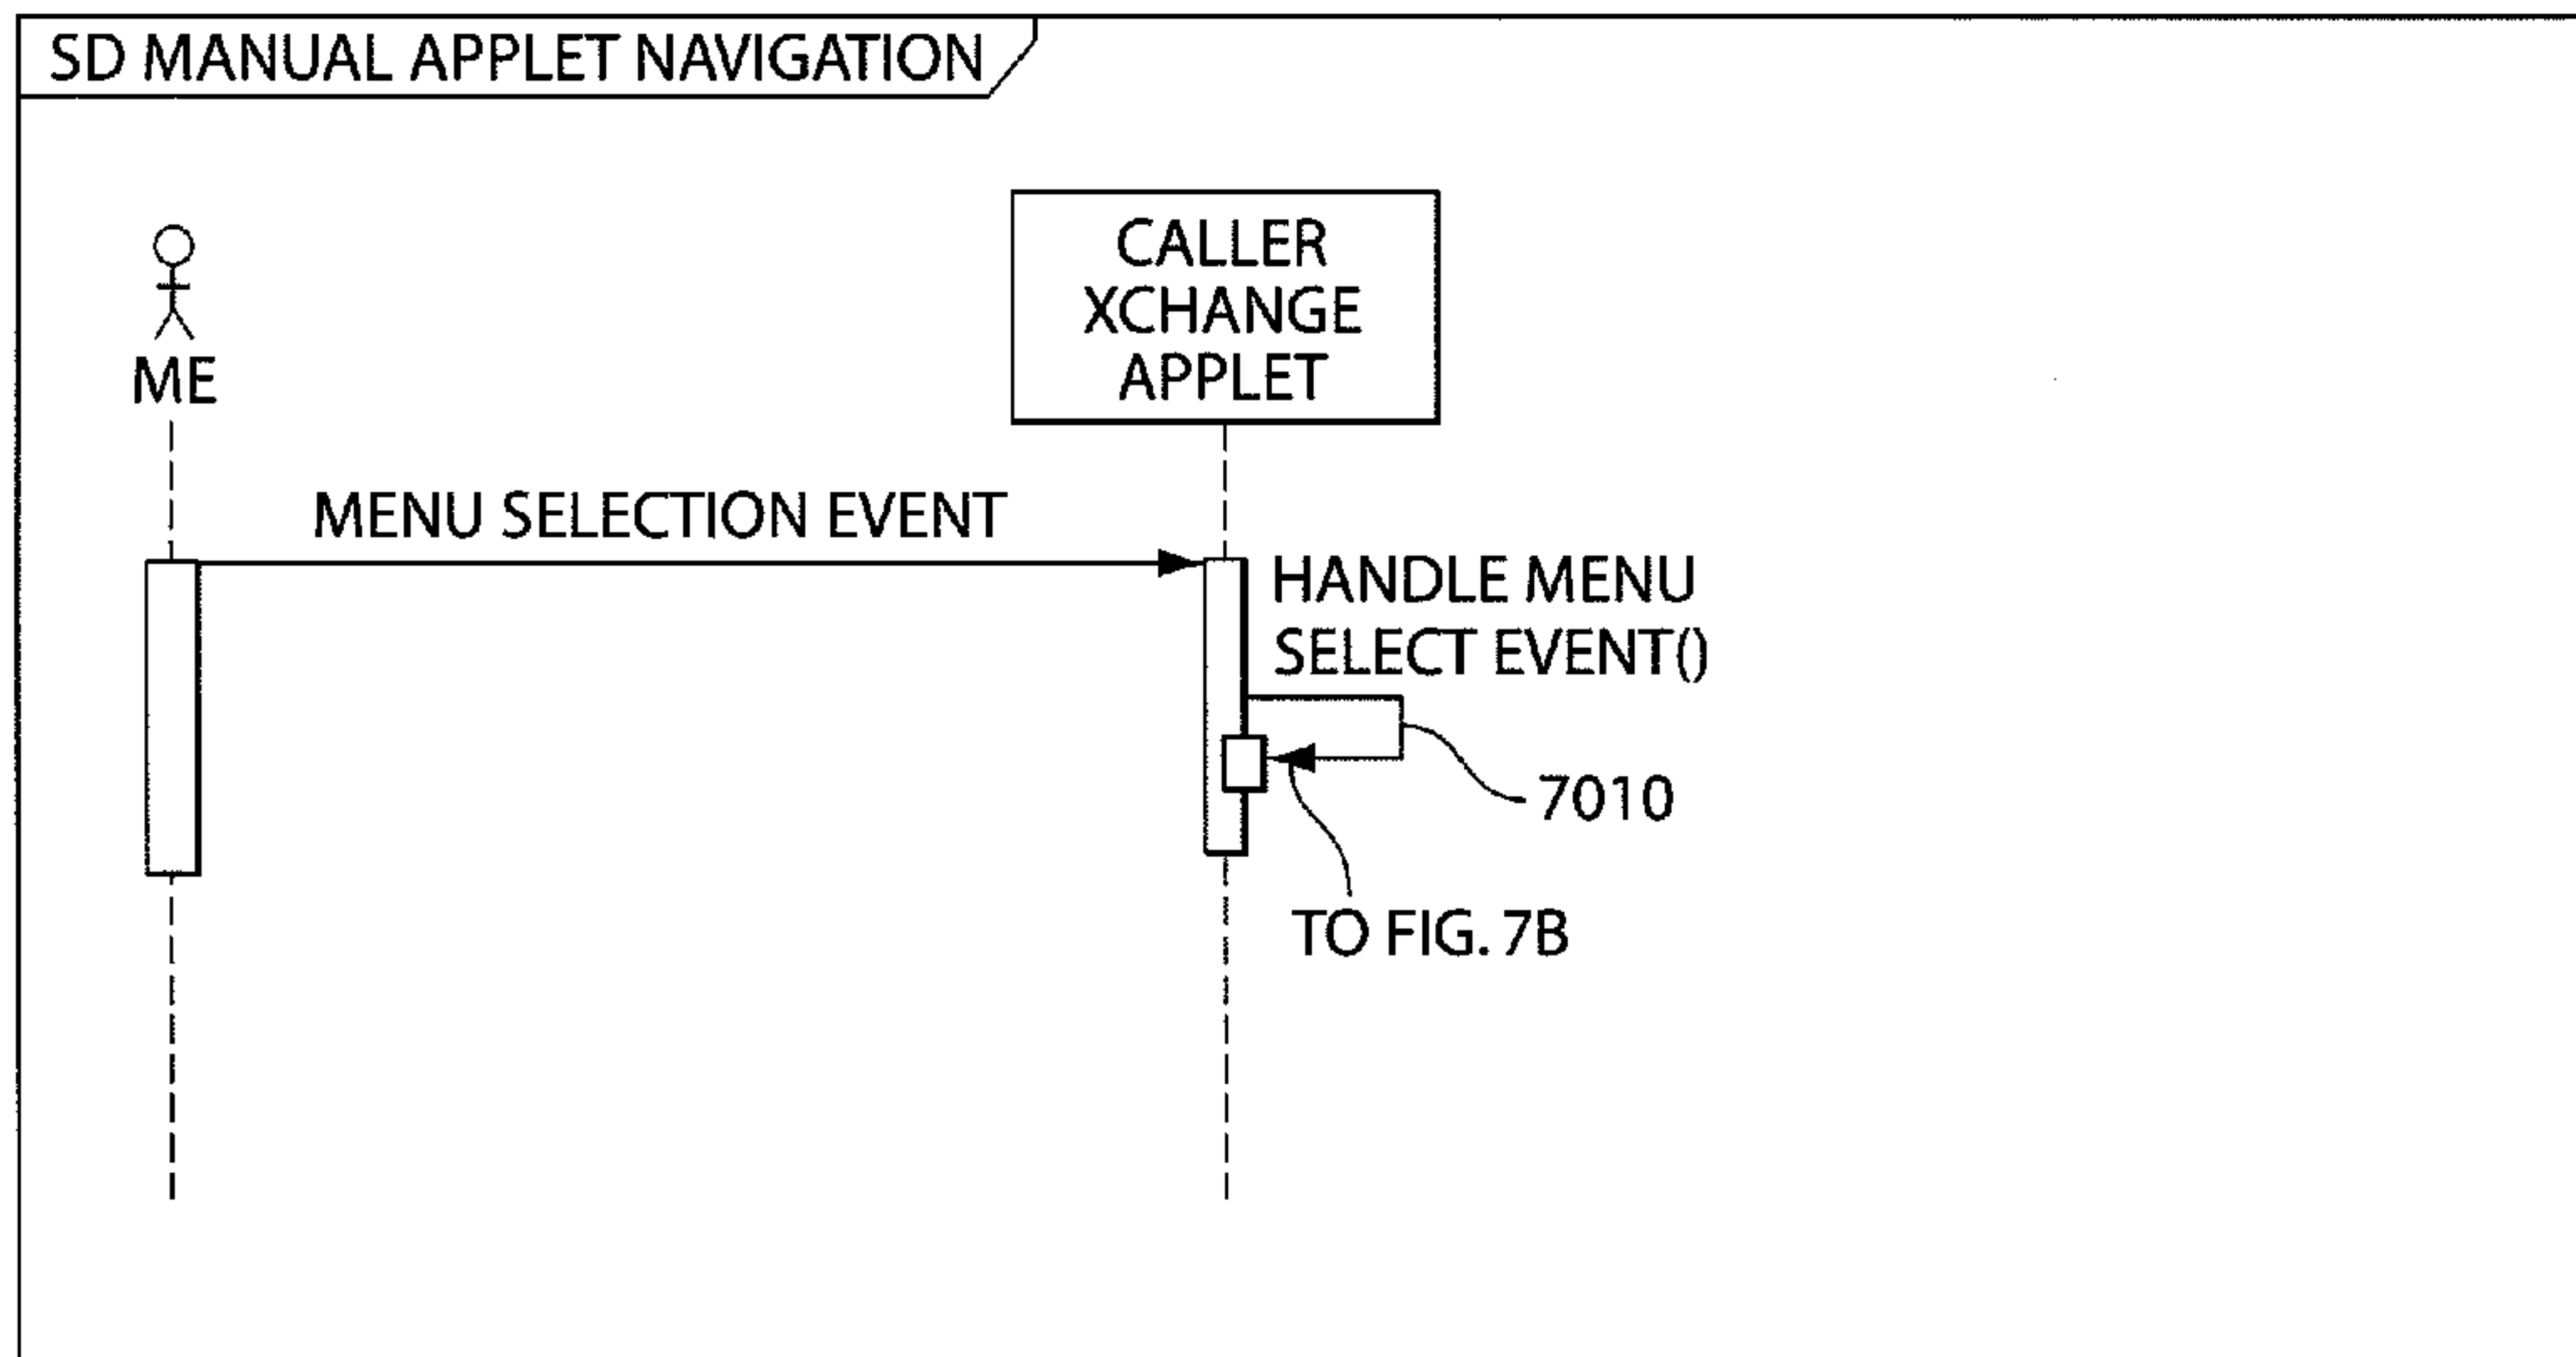 SD MANUAL APPLET NAVIGATION
CALLER
XCHANGE
APPLET
ME
MENU SELECTION EVENT
HANDLE MENU
SELECT EVENT()
7010
TO FIG. 7B